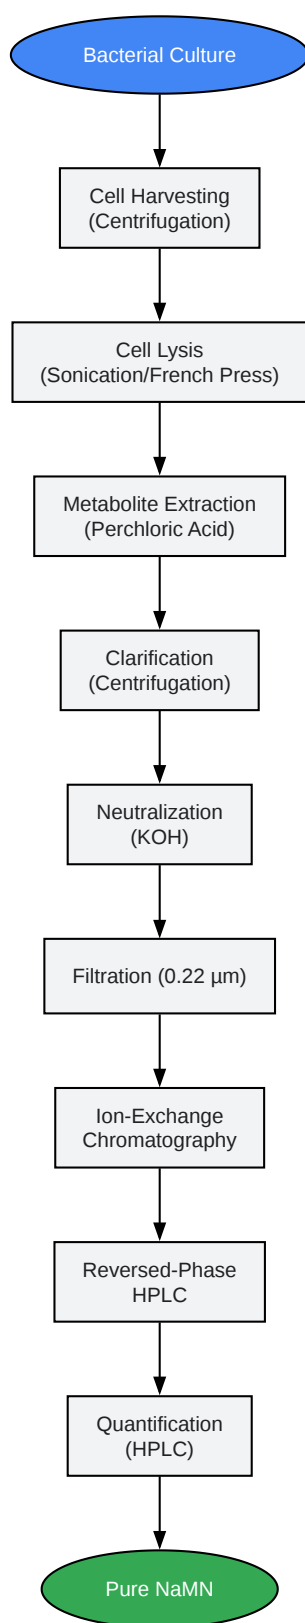 Bacterial Culture
Cell Harvesting
(Centrifugation)
Cell Lysis
(Sonication/French Press)
Metabolite Extraction
(Perchloric Acid)
Clarification
(Centrifugation)
Neutralization
(KOH)
Filtration (0.22 µm)
Ion-Exchange
Chromatography
Reversed-Phase
HPLC
Quantification
(HPLC)
Pure NaMN